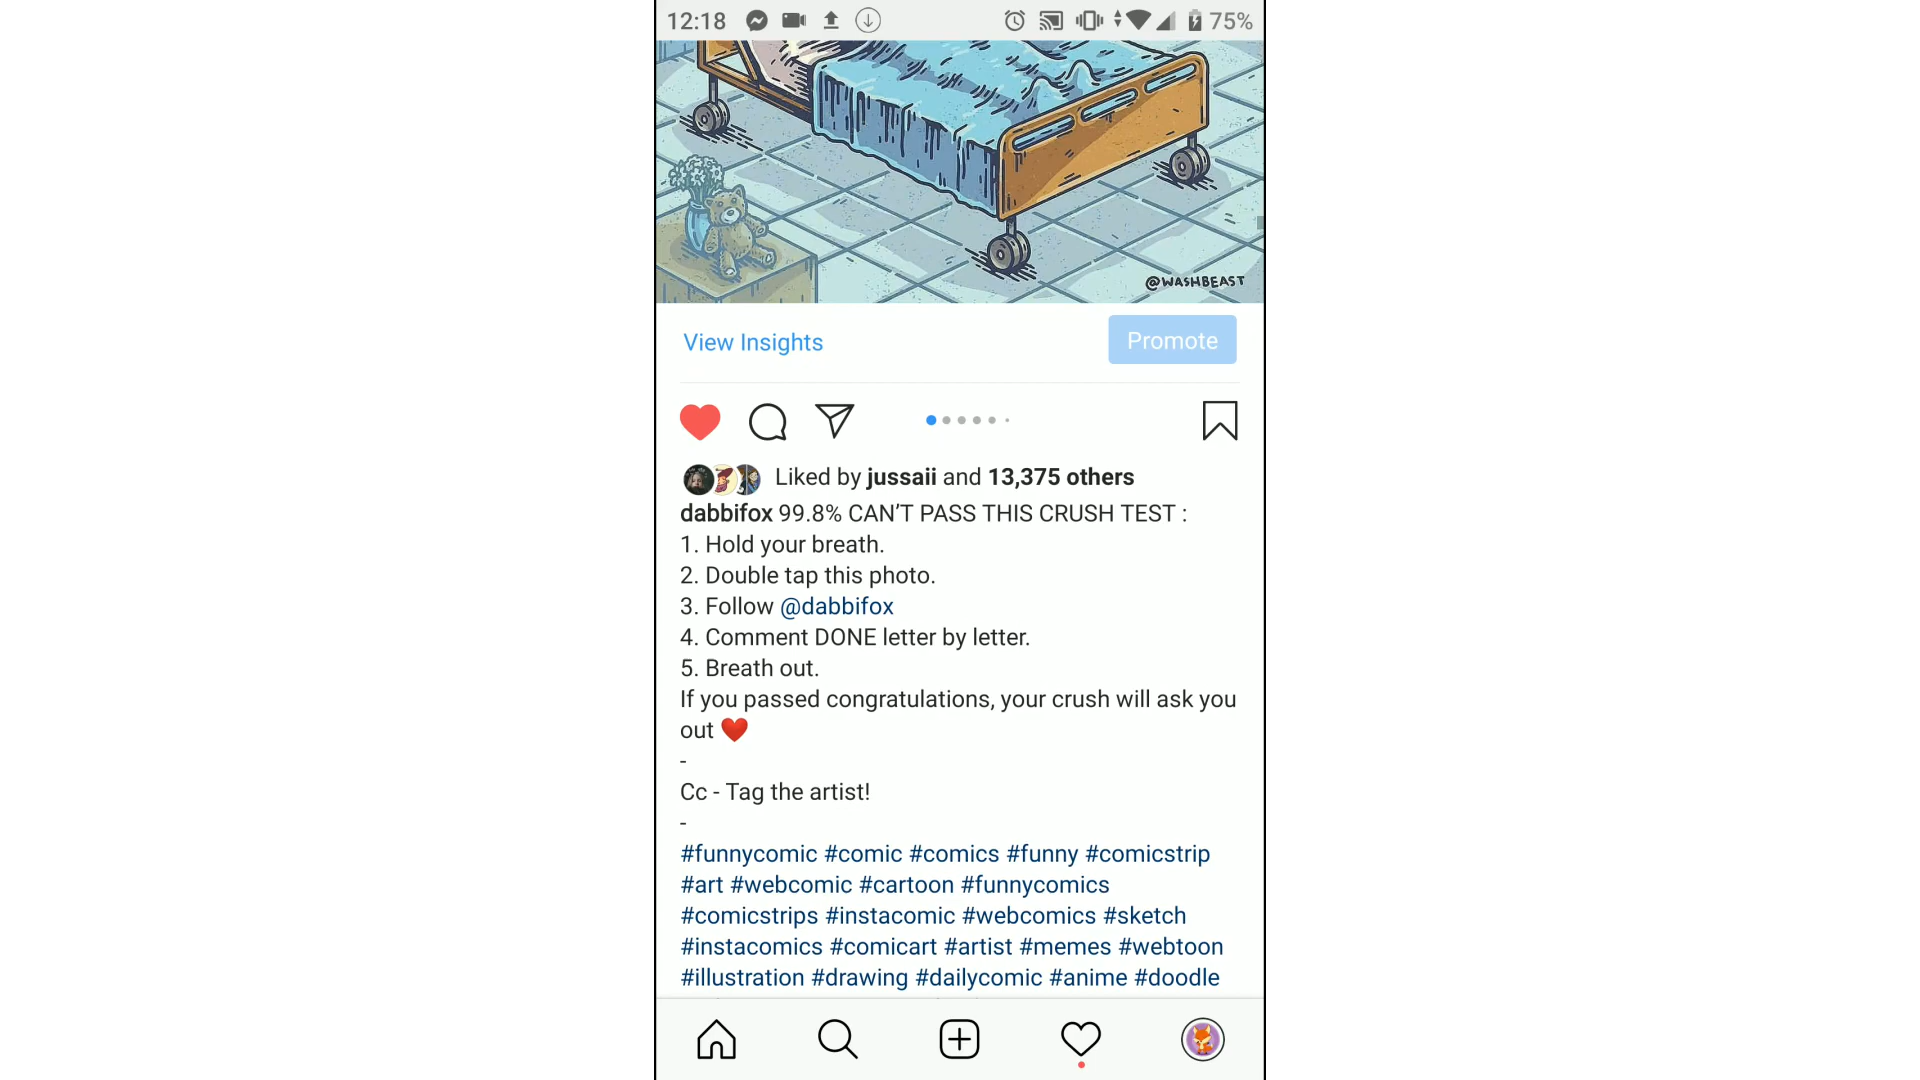 12:18 75%
@WASHBEAST
View Insights Promote
Liked by jussaii and 13,375 others
dabbifox 99.8% CAN’T PASS THIS CRUSH TEST :
1. Hold your breath.
2. Double tap this photo.
3. Follow @dabbifox
4. Comment DONE letter by letter.
5. Breath out.
If you passed congratulations, your crush will ask you
out ❤️
-
Cc - Tag the artist!
-
#funnycomic #comic #comics #funny #comicstrip
#art #webcomic #cartoon #funnycomics
#comicstrips #instacomic #webcomics #sketch
#instacomics #comicart #artist #memes #webtoon
#illustration #drawing #dailycomic #anime #doodle